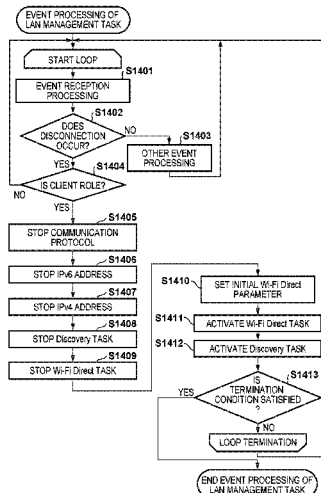 EVENT PROCESSING OF
LAN MANAGEMENT TASK
START LOOP
S1401
EVENT RECEPTION
PROCESSING
S1402
DOES
DISCONNECTION
OCCUR?
NO
S1403
OTHER EVENT
PROCESSING
YES
S1404
IS CLIENT ROLE?
NO
YES
S1405
STOP COMMUNICATION
PROTOCOL
S1406
STOP IPv6 ADDRESS
S1407
STOP IPv4 ADDRESS
S1408
STOP Discovery TASK
S1409
STOP Wi-Fi Direct TASK
S1410
SET INITIAL Wi-Fi Direct
PARAMETER
S1411
ACTIVATE Wi-Fi Direct TASK
S1412
ACTIVATE Discovery TASK
S1413
IS
TERMINATION
CONDITION SATISFIED
?
YES
NO
LOOP TERMINATION
END EVENT PROCESSING OF
LAN MANAGEMENT TASK